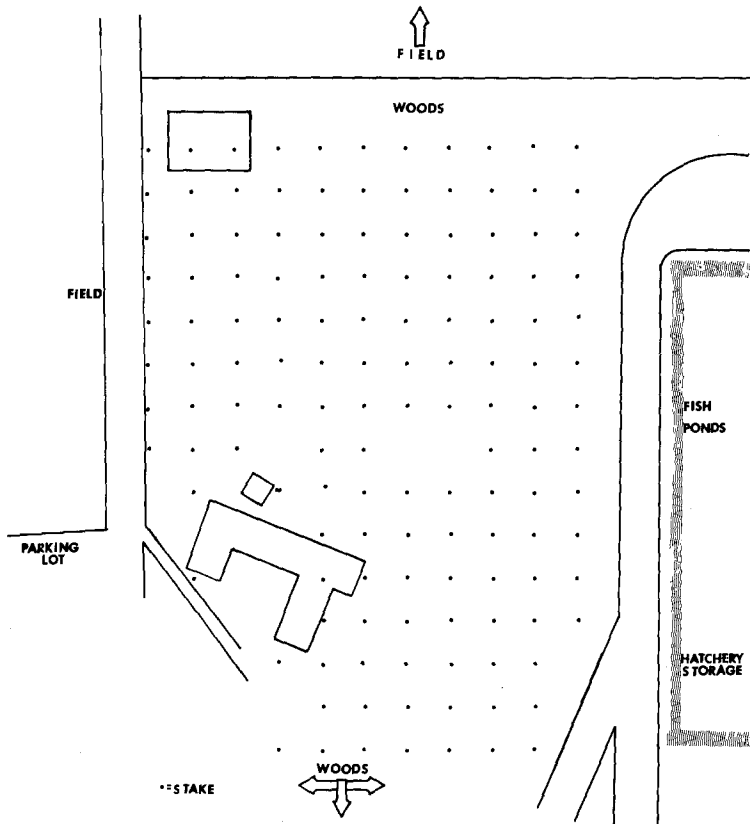 FIELD
WOODS
FIELD
FISH
PONDS
PARKING
LOT
HATCHERY
STORAGE
WOODS
•=STAKE